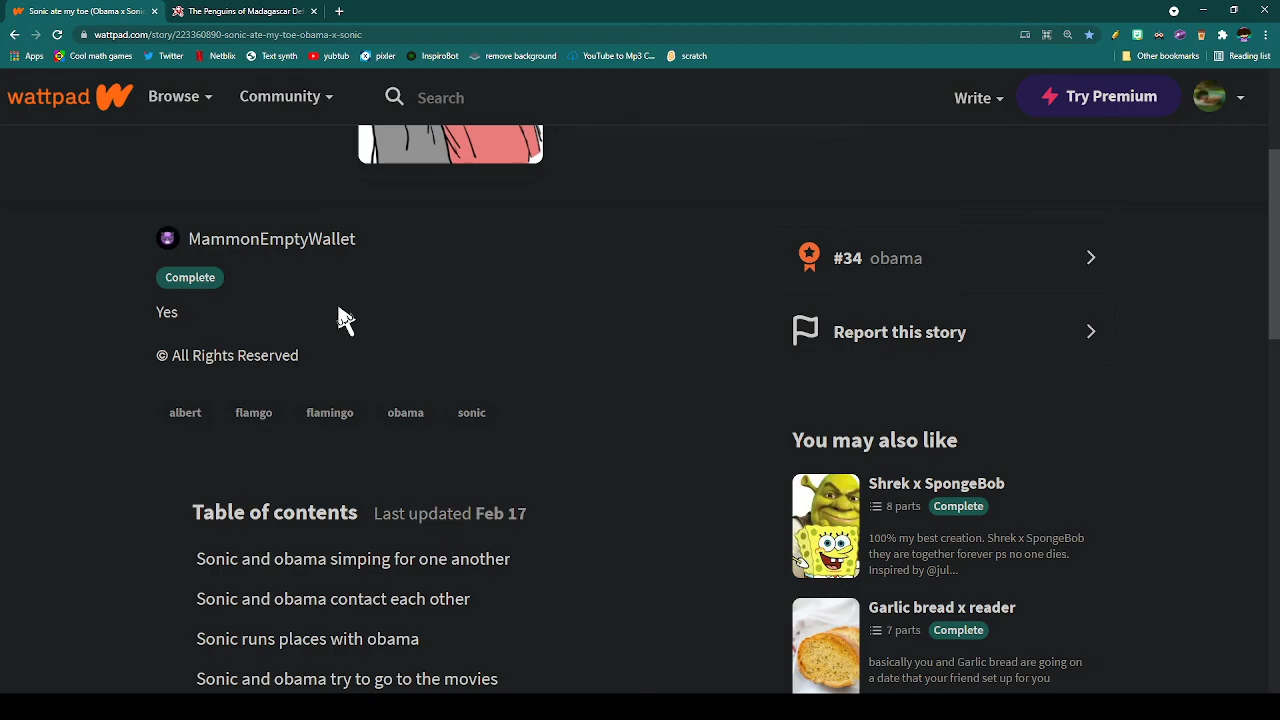 Sonic ate my toe (Obama x Sonic
The Penguins of Madagascar De
wattpad.com/story/223360890-sonic-ate-my-toe-obama-x-sonic
Apps
Cool math games
Twitter
Netblix
Text synth
yubtub
pixler
InspiroBot
remove background
YouTube to Mp3 C...
scratch
Other bookmarks
Reading list
wattpad
Browse
Community
Search
Write
Try Premium
MammonEmptyWallet
Complete
Yes
© All Rights Reserved
albert
flamgo
flamingo
obama
sonic
#34 obama
Report this story
Table of contents Last updated Feb 17
Sonic and obama simping for one another
Sonic and obama contact each other
Sonic runs places with obama
Sonic and obama try to go to the movies
You may also like
Shrek x SpongeBob
8 parts Complete
100% my best creation. Shrek x SpongeBob
they are together forever ps no one dies.
Inspired by @jul...
Garlic bread x reader
7 parts Complete
basically you and Garlic bread are going on
a date that your friend set up for you